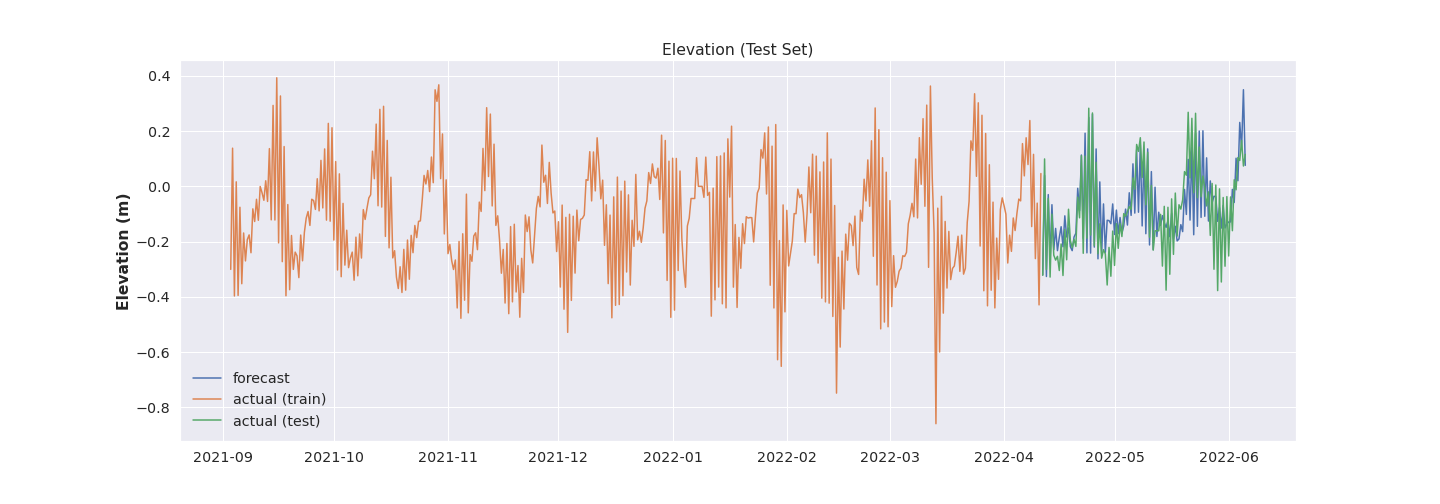 Elevation (Test Set)
Elevation (m)
0.4
0.2
0.0
−0.2
−0.4
−0.6
−0.8
forecast
actual (train)
actual (test)
2021-09 2021-10 2021-11 2021-12 2022-01 2022-02 2022-03 2022-04 2022-05 2022-06